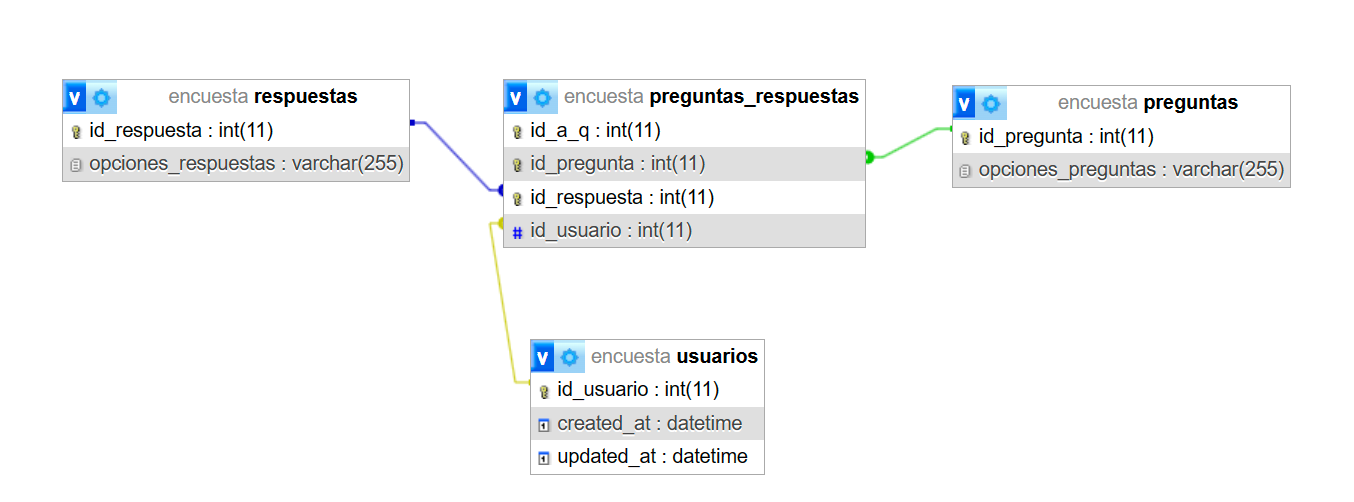 v encuesta respuestas
id_respuesta : int(11)
opciones_respuestas : varchar(255)
v encuesta preguntas_respuestas
id_a_q : int(11)
id_pregunta : int(11)
id_respuesta : int(11)
# id_usuario : int(11)
v encuesta preguntas
id_pregunta : int(11)
opciones_preguntas : varchar(255)
v encuesta usuarios
id_usuario : int(11)
created_at : datetime
updated_at : datetime